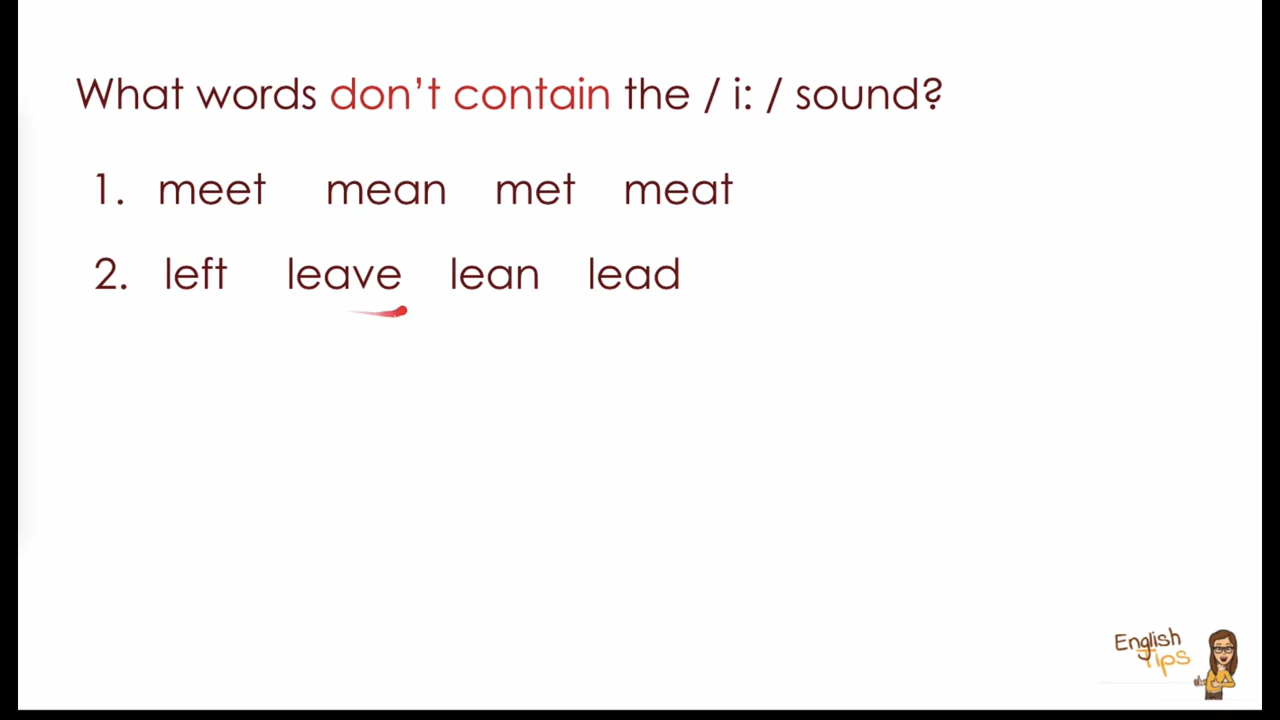 What words don't contain the / i: / sound?
1. meet mean met meat
2. left leave lean lead
English
Tips